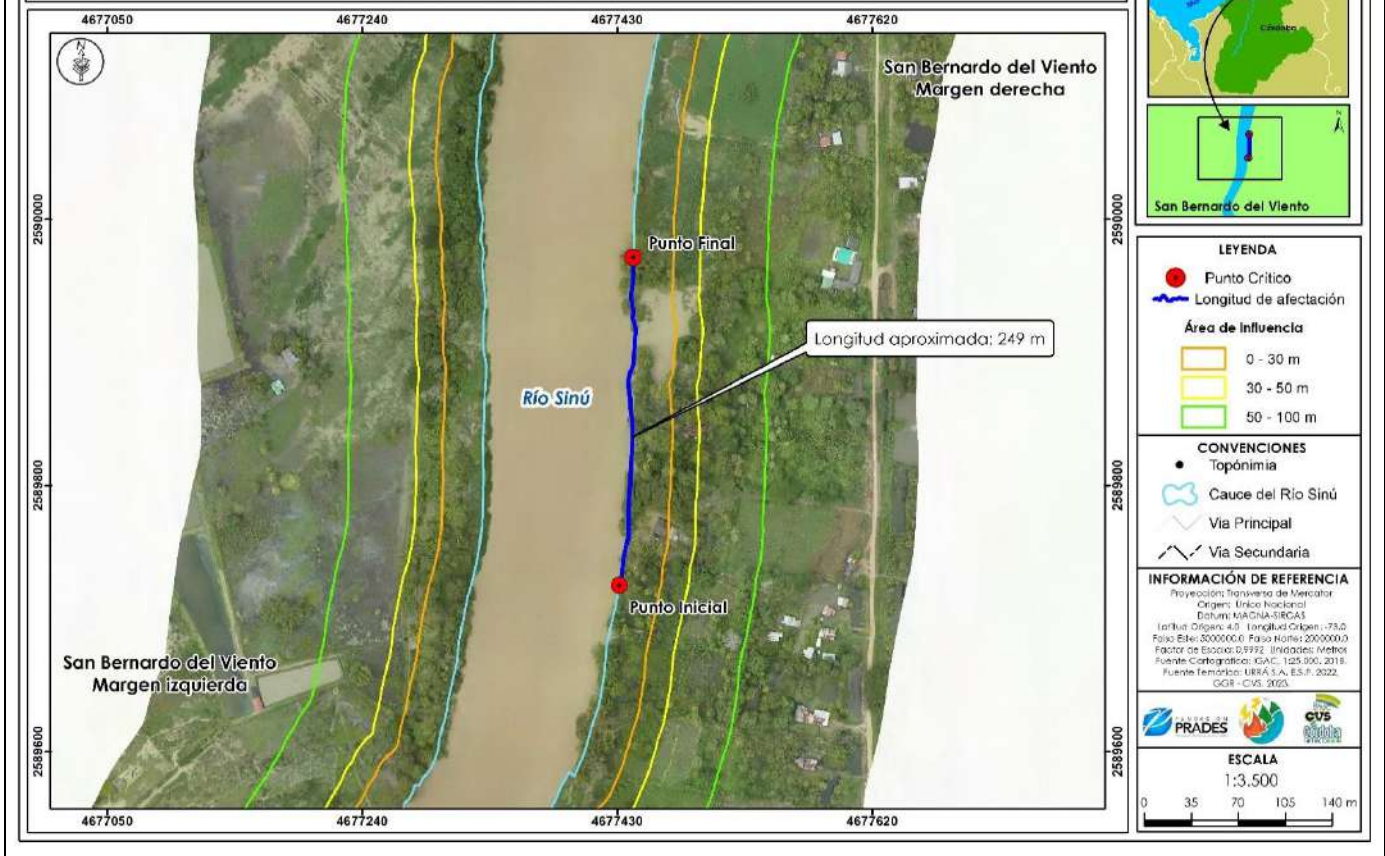 4677050 4677240 4677430 4677620
N
San Bernardo del Viento
Margen derecha
Córdoba
N
San Bernardo del Viento
2590000
2590000
Punto Final
Longitud aproximada: 249 m
Río Sinú
2589800
2589800
Punto Inicial
San Bernardo del Viento
Margen izquierda
2589600
2589600
4677050 4677240 4677430 4677620
LEYENDA
Punto Crítico
Longitud de afectación
Área de Influencia
0 - 30 m
30 - 50 m
50 - 100 m
CONVENCIONES
Topónimia
Cauce del Río Sinú
Via Principal
Via Secundaria
INFORMACIÓN DE REFERENCIA
Proyección: Transversa de Mercator
Origen: Unico Nacional
Datum: MAGNA-SIRGAS
Latitud Origen: 4.0 Longitud Origen: -73.0
Falso Este: 5000000.0 Falso Norte: 2000000.0
Factor de Escala: 0,9992 Unidades: Metros
Fuente Cartográfica: IGAC, 1:25.000, 2018.
Fuente Temática: URRÁ S.A. E.S.P. 2022,
GGR - CVS, 2023.
FUNDACIÓN
PRADES
CVS
Córdoba
ESCALA
1:3.500
0 35 70 105 140 m